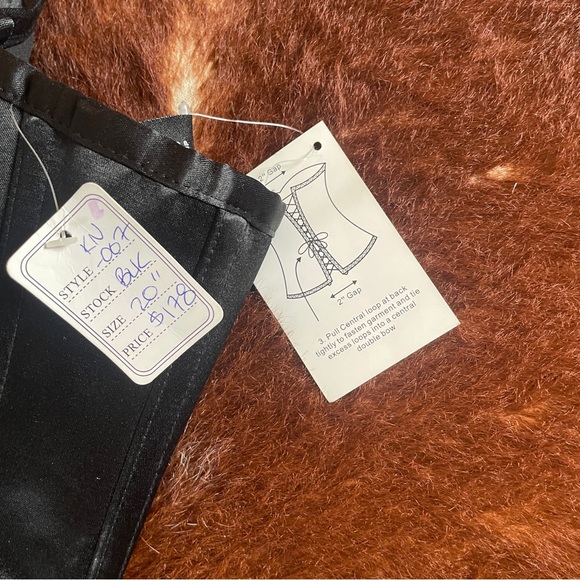 STYLE KN
-067
STOCK BLK
SIZE 20"
PRICE $178
2" Gap
2" Gap
3. Pull Central loop at back
tightly to fasten garment and tie
excess loops into a central
double bow